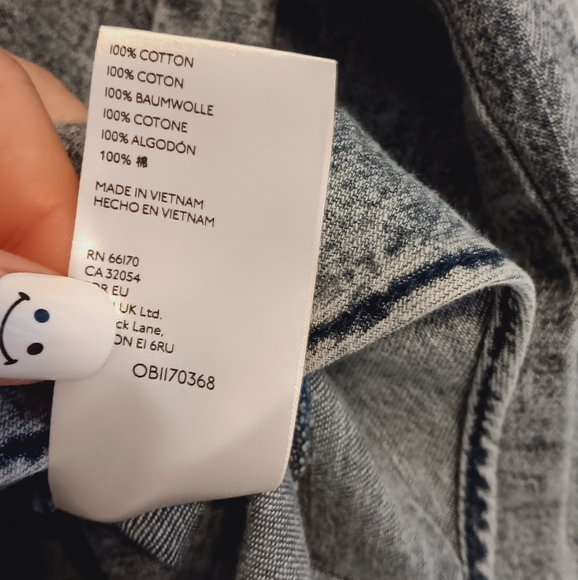 100% COTTON
100% COTON
100% BAUMWOLLE
100% COTONE
100% ALGODÓN
100% 棉
MADE IN VIETNAM
HECHO EN VIETNAM
RN 66170
CA 32054
EU
UK Ltd.
Lane,
E1 6RU
OB1170368